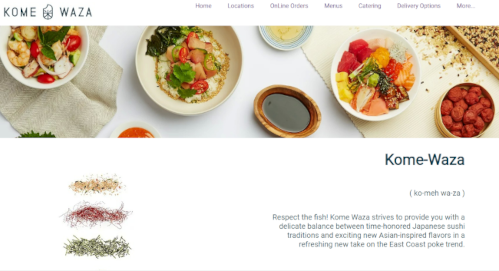 KOME WAZA
Home Locations OnLine Orders Menus Catering Delivery Options More...
Kome-Waza
( ko-meh wa-za )
Respect the fish! Kome Waza strives to provide you with a
delicate balance between time-honored Japanese sushi
traditions and exciting new Asian-inspired flavors in a
refreshing new take on the East Coast poke trend.